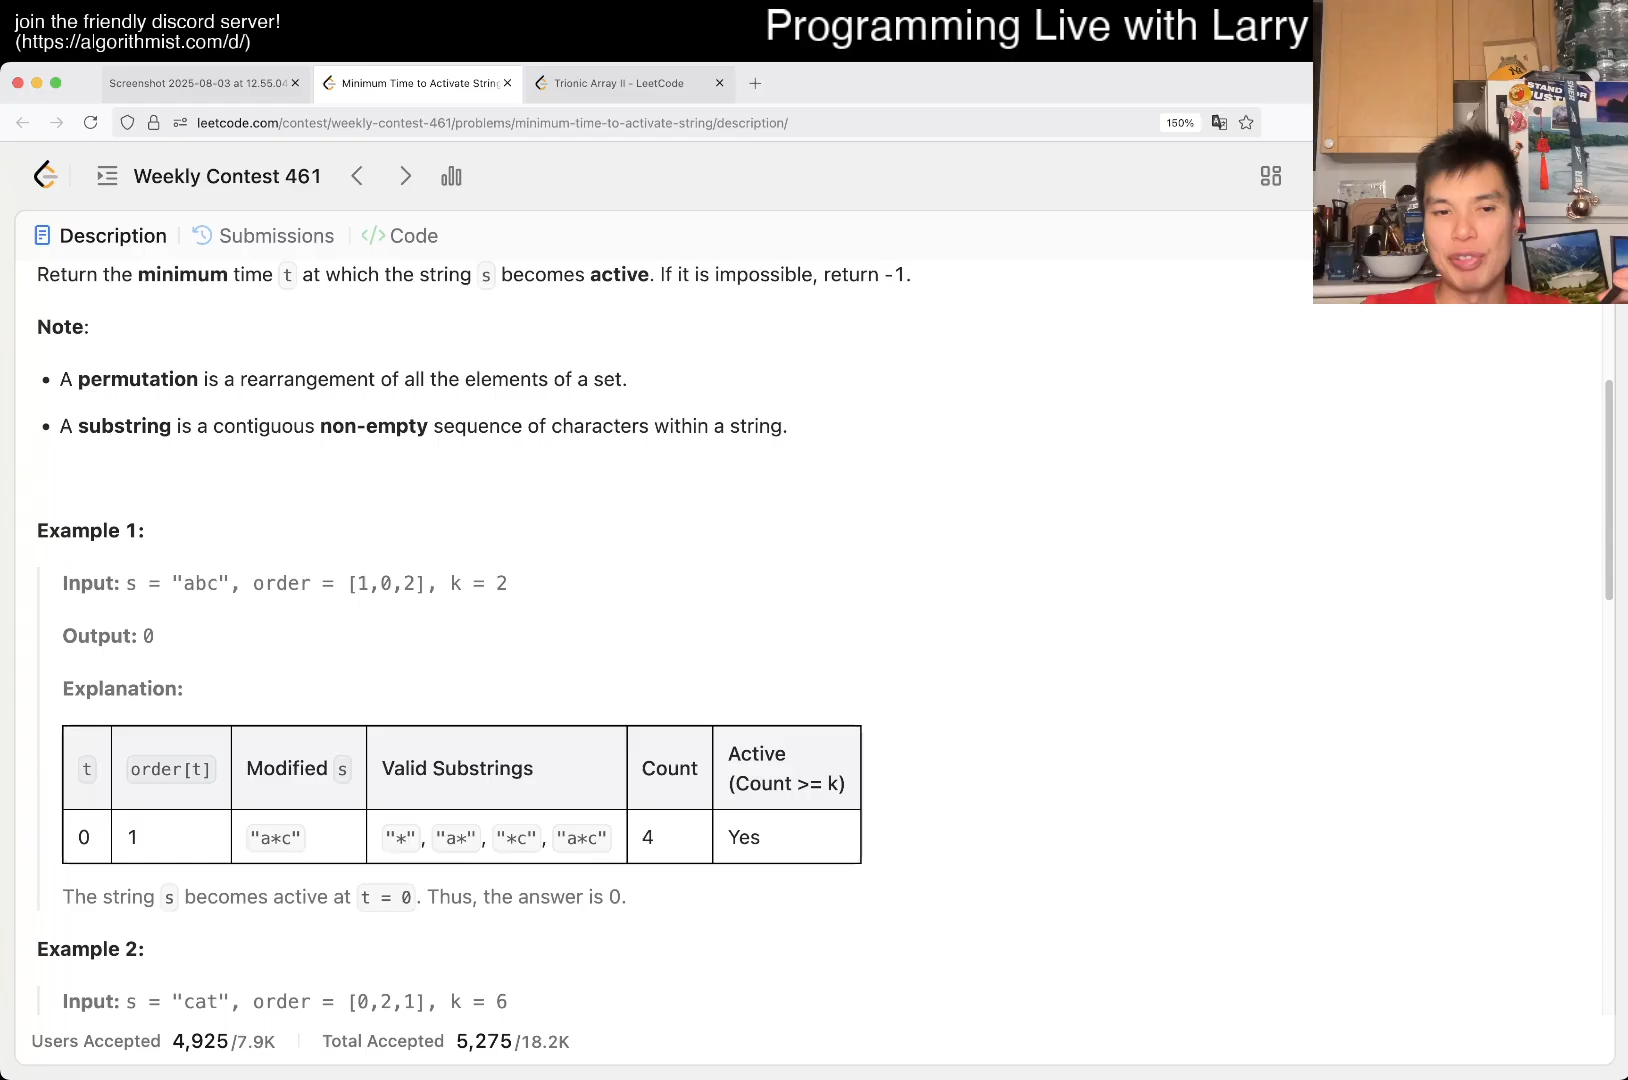 join the friendly discord server!
(https://algorithmist.com/d/)
Programming Live with Larry
Screenshot 2025-08-03 at 12.55.04
Minimum Time to Activate String
Trionic Array II - LeetCode
leetcode.com/contest/weekly-contest-461/problems/minimum-time-to-activate-string/description/
150%
Weekly Contest 461
Description
Submissions
</> Code
Return the minimum time t at which the string s becomes active. If it is impossible, return -1.
Note:
• A permutation is a rearrangement of all the elements of a set.
• A substring is a contiguous non-empty sequence of characters within a string.
Example 1:
Input: s = "abc", order = [1,0,2], k = 2
Output: 0
Explanation:
t order[t] Modified s Valid Substrings Count Active (Count >= k)
0 1 "a*c" "*", "a*", "*c", "a*c" 4 Yes
The string s becomes active at t = 0. Thus, the answer is 0.
Example 2:
Input: s = "cat", order = [0,2,1], k = 6
Users Accepted 4,925/7.9K
Total Accepted 5,275/18.2K